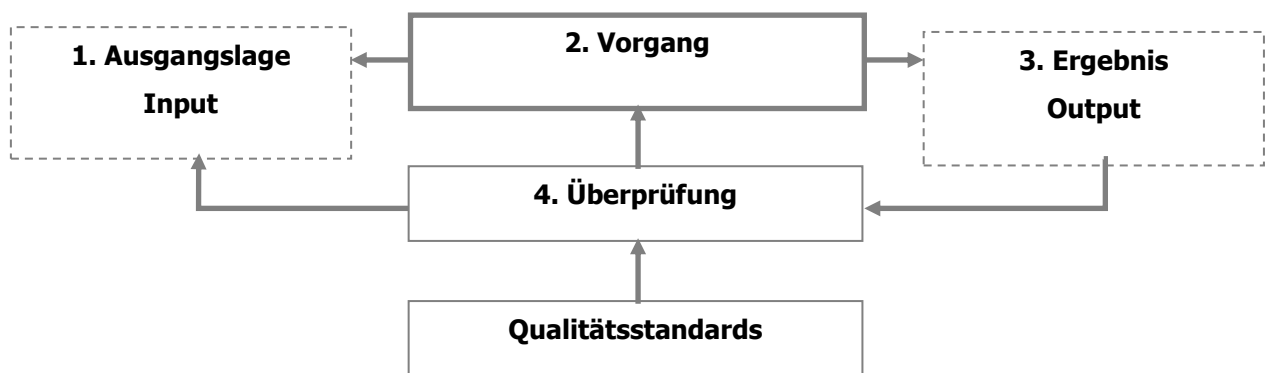 1. Ausgangslage
Input
2. Vorgang
3. Ergebnis
Output
4. Überprüfung
Qualitätsstandards